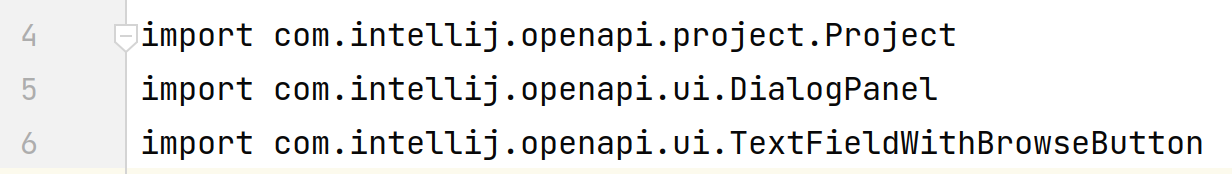 4 import com.intellij.openapi.project.Project
5 import com.intellij.openapi.ui.DialogPanel
6 import com.intellij.openapi.ui.TextFieldWithBrowseButton